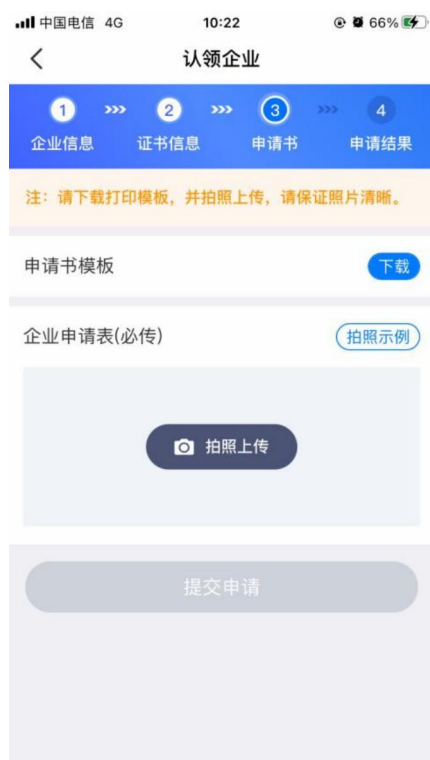 中国电信 4G 10:22 66%
认领企业
1 >>> 2 >>> 3 >>> 4
企业信息 证书信息 申请书 申请结果
注：请下载打印模板，并拍照上传，请保证照片清晰。
申请书模板 下载
企业申请表(必传) 拍照示例
拍照上传
提交申请